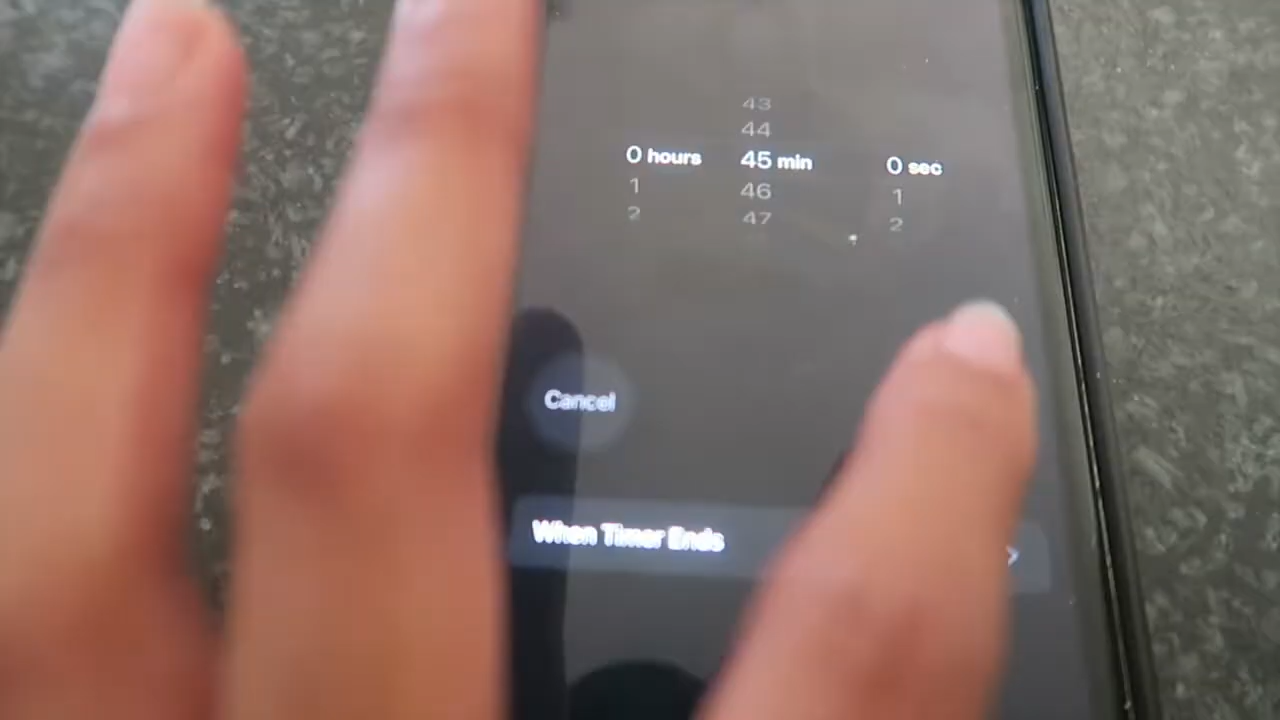 43
44
0 hours 45 min 0 sec
1 46 1
2 47 2
Cancel
When Timer Ends